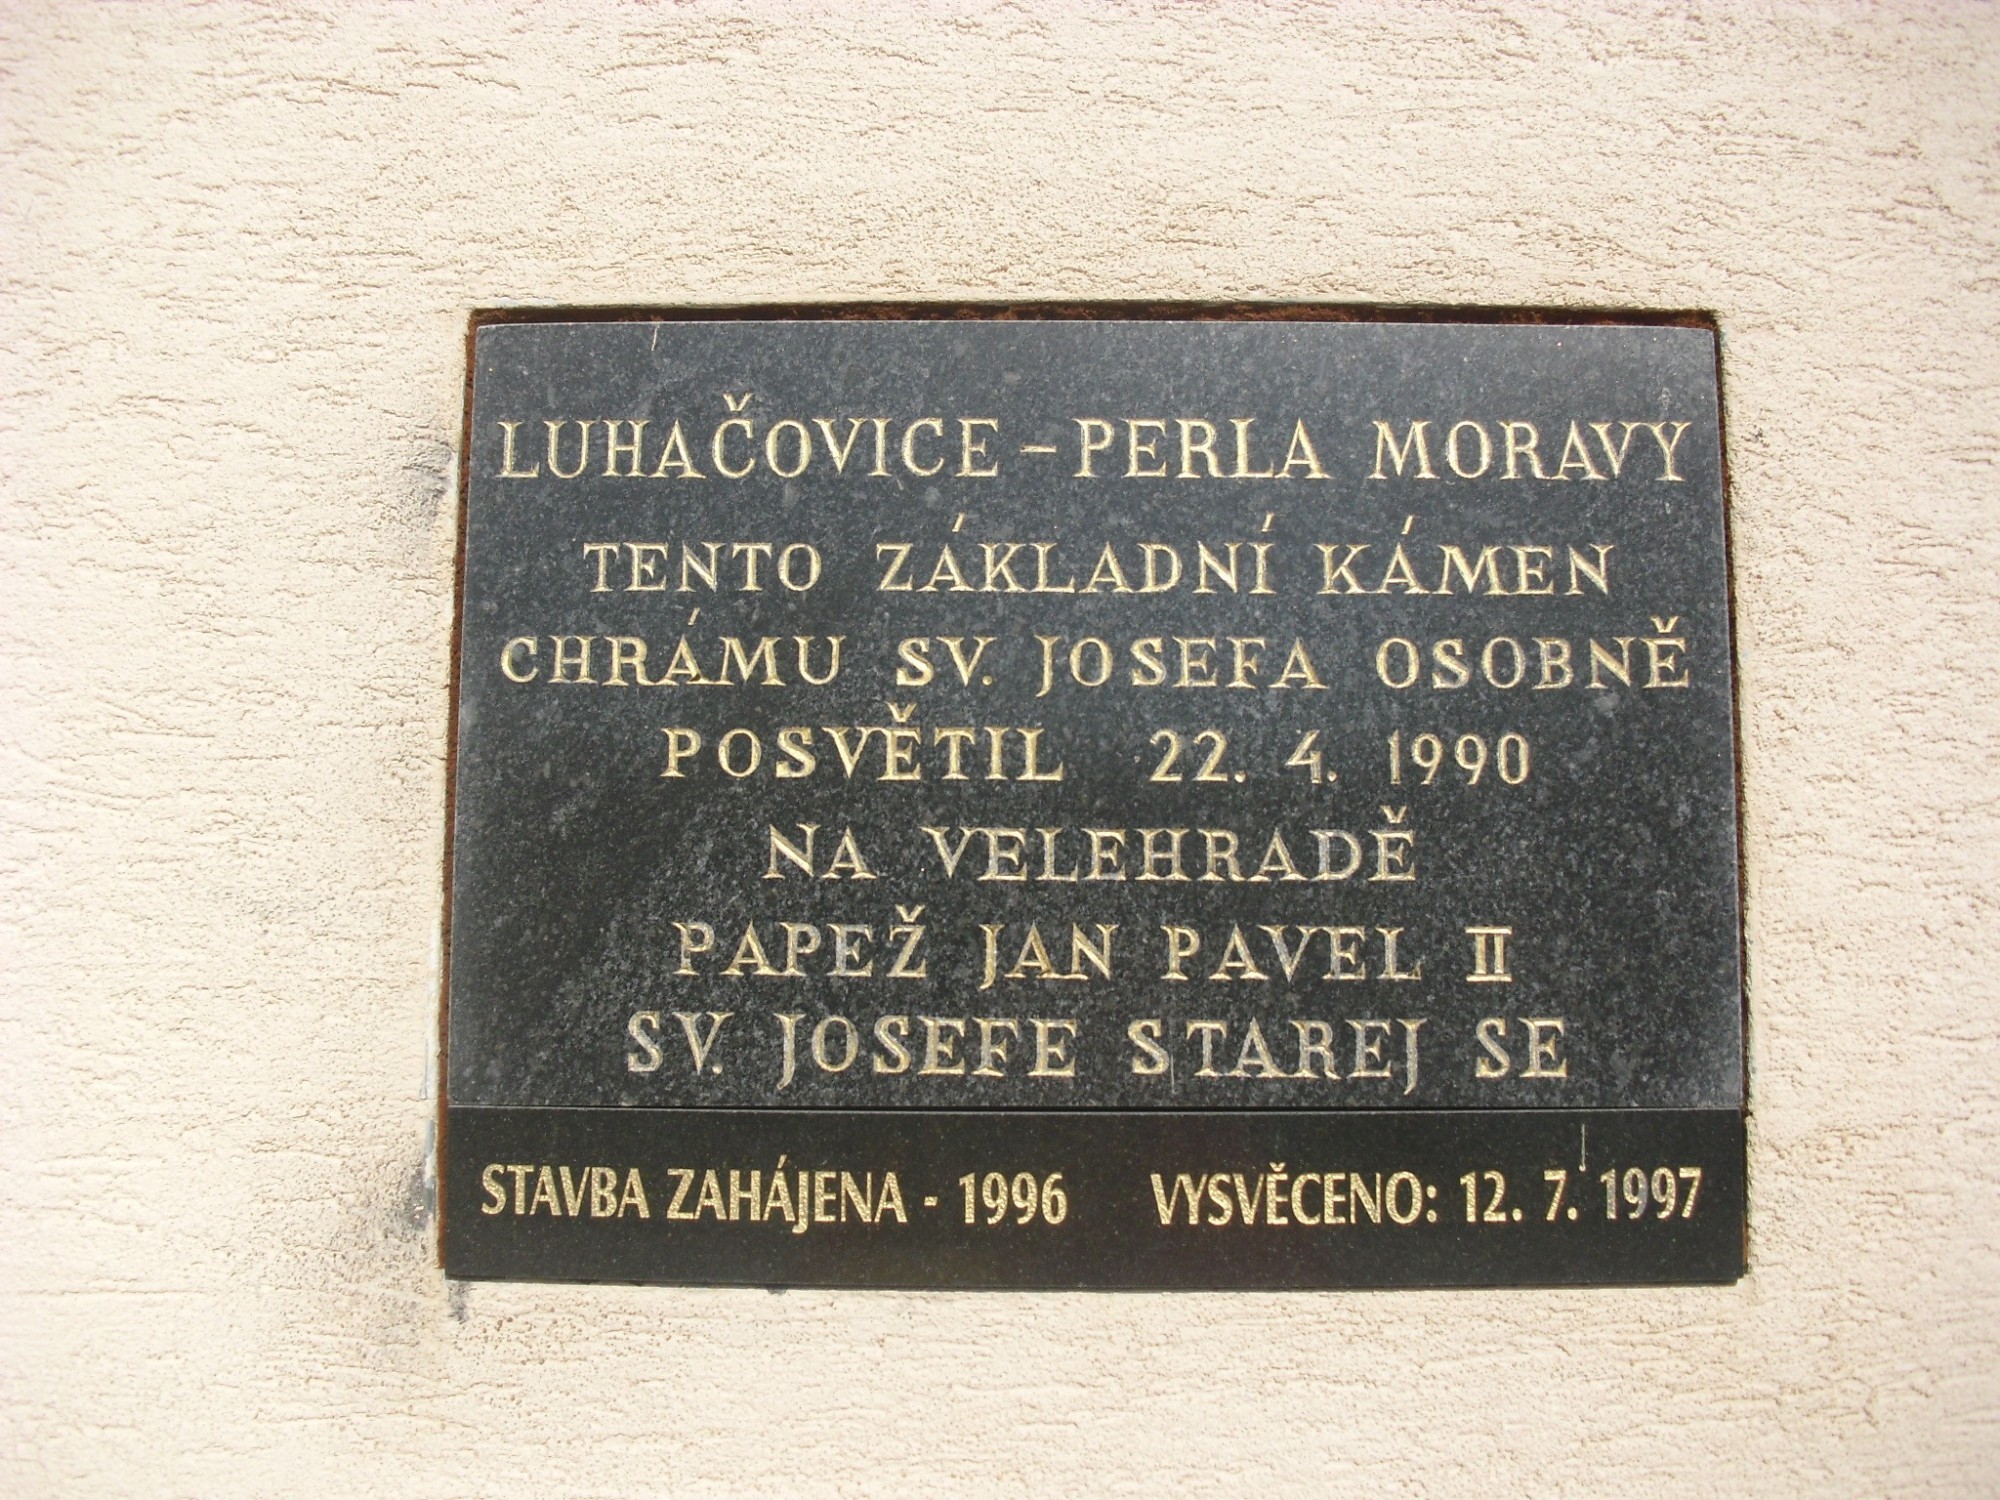 LUHAČOVICE - PERLA MORAVY
TENTO ZÁKLADNÍ KÁMEN
CHRÁMU SV. JOSEFA OSOBNĚ
POSVĚTIL 22. 4. 1990
NA VELEHRADĚ
PAPEŽ JAN PAVEL II
SV. JOSEFE STAREJ SE
STAVBA ZAHÁJENA - 1996 VYSVĚCENO: 12. 7. 1997